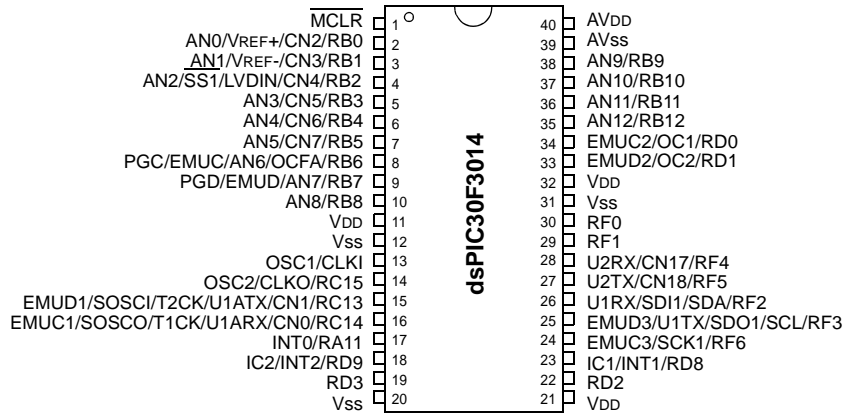 MCLR 1 40 AVDD
AN0/VREF+/CN2/RB0 2 39 AVss
AN1/VREF-/CN3/RB1 3 38 AN9/RB9
AN2/SS1/LVDIN/CN4/RB2 4 37 AN10/RB10
AN3/CN5/RB3 5 36 AN11/RB11
AN4/CN6/RB4 6 35 AN12/RB12
AN5/CN7/RB5 7 34 EMUC2/OC1/RD0
PGC/EMUC/AN6/OCFA/RB6 8 33 EMUD2/OC2/RD1
PGD/EMUD/AN7/RB7 9 32 VDD
AN8/RB8 10 31 Vss
VDD 11 30 RF0
Vss 12 29 RF1
OSC1/CLKI 13 28 U2RX/CN17/RF4
OSC2/CLKO/RC15 14 27 U2TX/CN18/RF5
EMUD1/SOSCI/T2CK/U1ATX/CN1/RC13 15 26 U1RX/SDI1/SDA/RF2
EMUC1/SOSCO/T1CK/U1ARX/CN0/RC14 16 25 EMUD3/U1TX/SDO1/SCL/RF3
INT0/RA11 17 24 EMUC3/SCK1/RF6
IC2/INT2/RD9 18 23 IC1/INT1/RD8
RD3 19 22 RD2
Vss 20 21 VDD
dsPIC30F3014